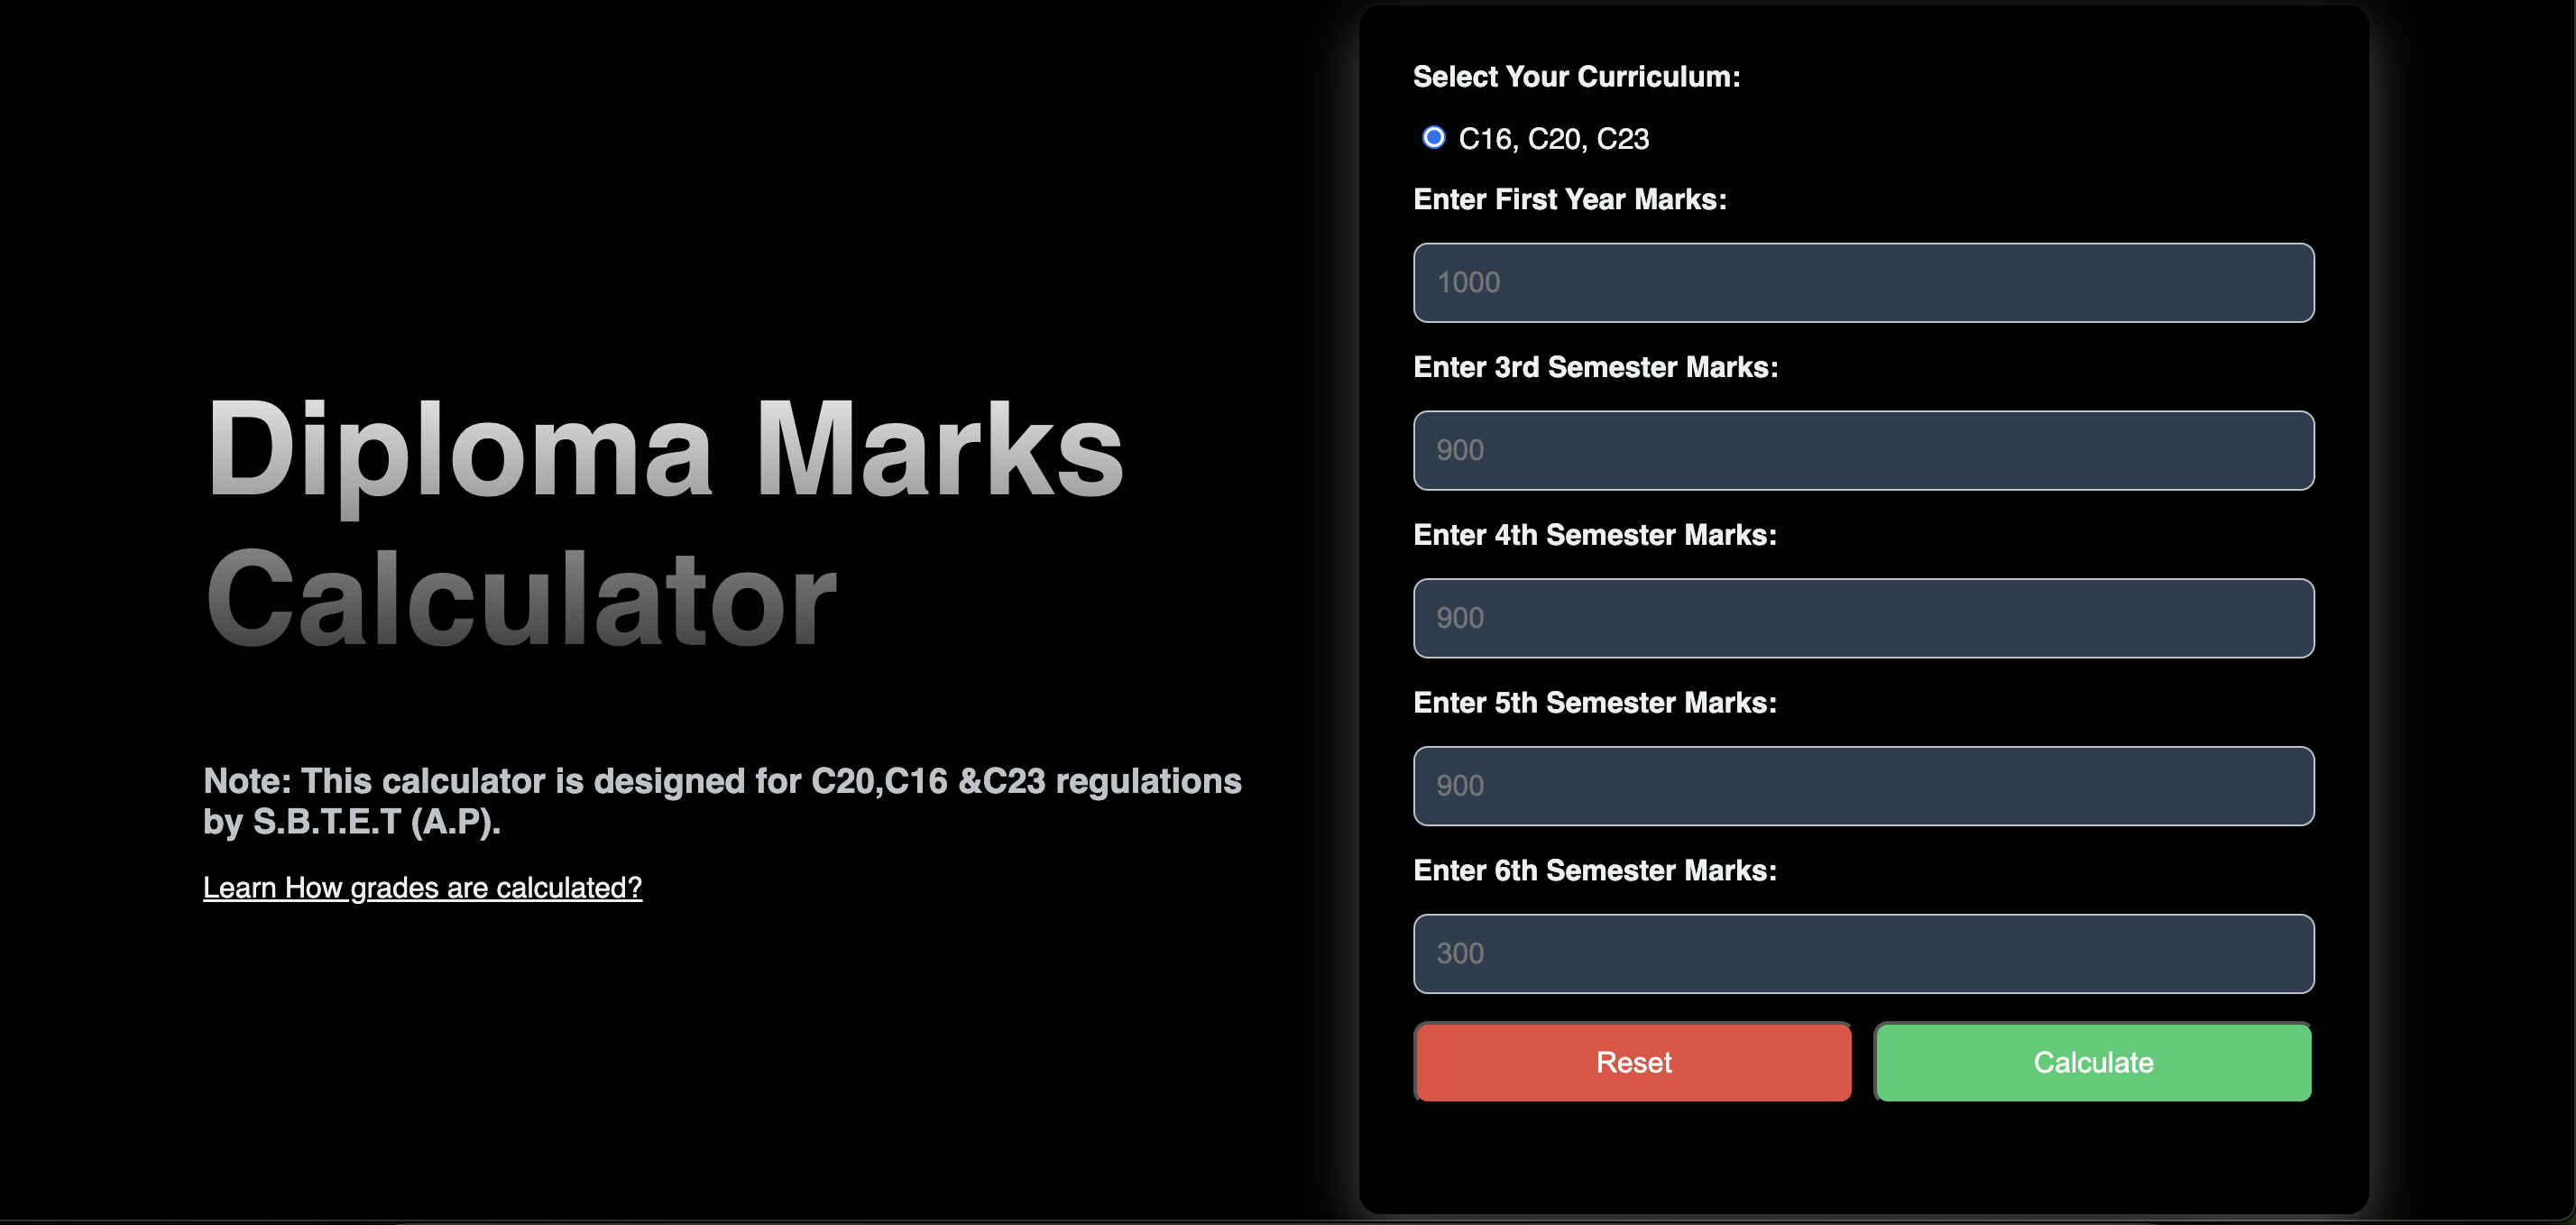 Diploma Marks
Calculator
Note: This calculator is designed for C20,C16 &C23 regulations
by S.B.T.E.T (A.P).
Learn How grades are calculated?
Select Your Curriculum:
C16, C20, C23
Enter First Year Marks:
1000
Enter 3rd Semester Marks:
900
Enter 4th Semester Marks:
900
Enter 5th Semester Marks:
900
Enter 6th Semester Marks:
300
Reset
Calculate